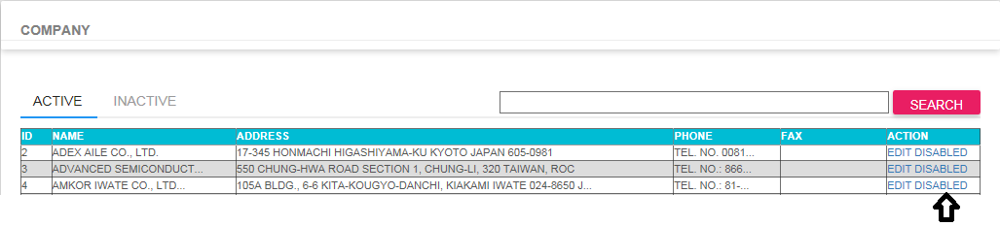 COMPANY
ACTIVE INACTIVE SEARCH
ID NAME ADDRESS PHONE FAX ACTION
2 ADEX AILE CO., LTD. 17-345 HONMACHI HIGASHIYAMA-KU KYOTO JAPAN 605-0981 TEL. NO. 0081... EDIT DISABLED
3 ADVANCED SEMICONDUCT... 550 CHUNG-HWA ROAD SECTION 1, CHUNG-LI, 320 TAIWAN, ROC TEL. NO.: 866... EDIT DISABLED
4 AMKOR IWATE CO., LTD... 105A BLDG., 6-6 KITA-KOUGYO-DANCHI, KIAKAMI IWATE 024-8650 J... TEL. NO.: 81-... EDIT DISABLED